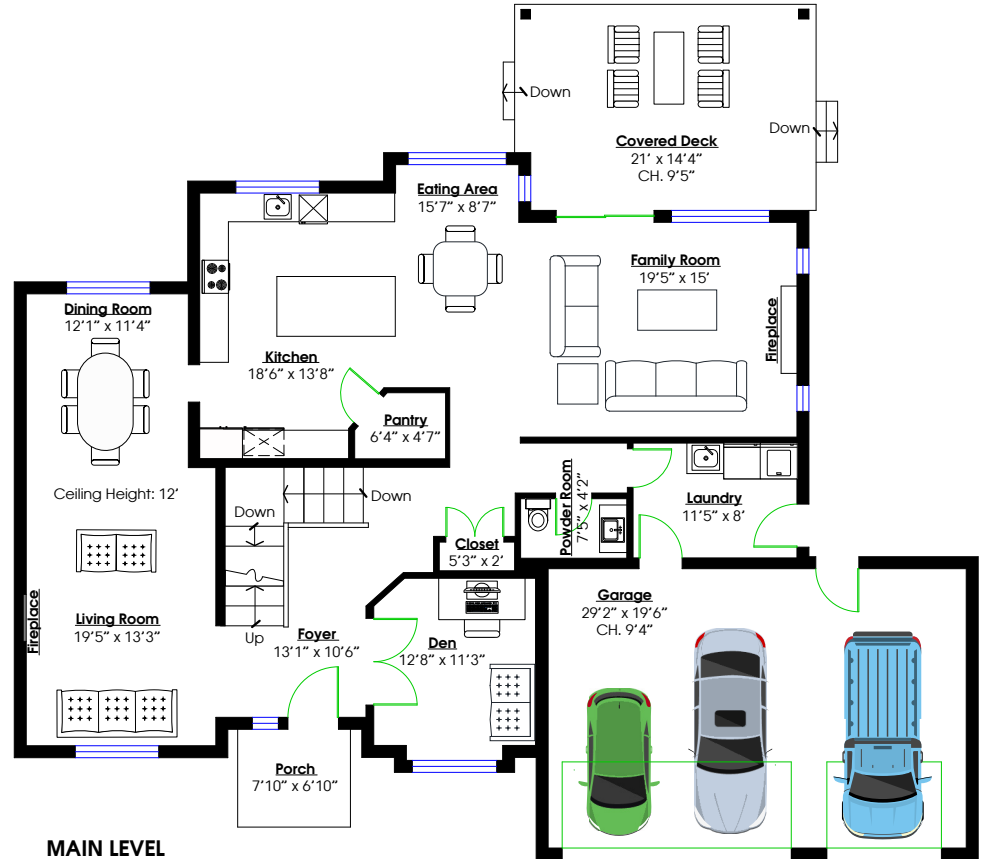 Down
Down
Covered Deck
21' x 14'4"
CH. 9'5"
Eating Area
15'7" x 8'7"
Family Room
19'5" x 15'
Fireplace
Dining Room
12'1" x 11'4"
Kitchen
18'6" x 13'8"
Pantry
6'4" x 4'7"
Ceiling Height: 12'
Down
Down
Powder Room
7'5" x 4'2"
Laundry
11'5" x 8'
Closet
5'3" x 2'
Fireplace
Living Room
19'5" x 13'3"
Up
Foyer
13'1" x 10'6"
Den
12'8" x 11'3"
Garage
29'2" x 19'6"
CH. 9'4"
Porch
7'10" x 6'10"
MAIN LEVEL